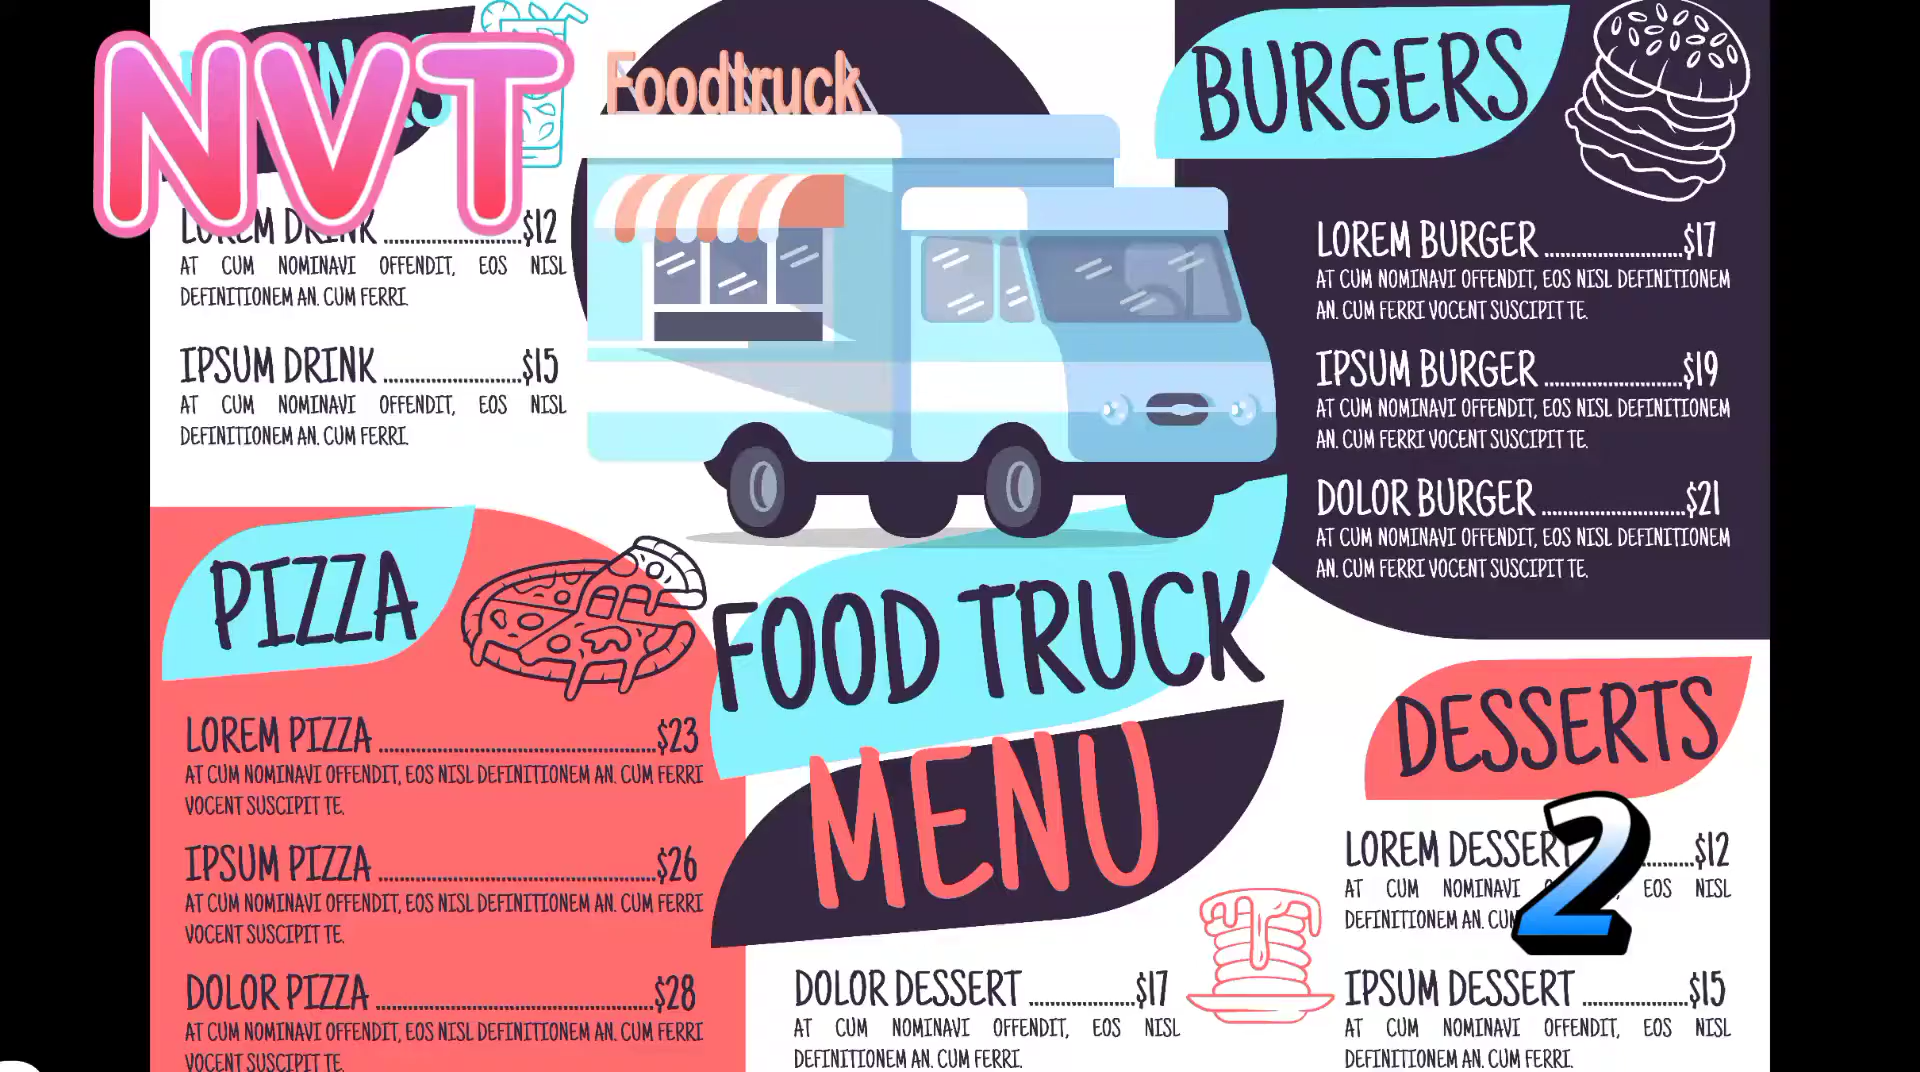 NVT
Foodtruck
LOREM DRINK ........................$12
AT CUM NOMINAVI OFFENDIT, EOS NISL
DEFINITIONEM AN. CUM FERRI.
IPSUM DRINK ........................$15
AT CUM NOMINAVI OFFENDIT, EOS NISL
DEFINITIONEM AN. CUM FERRI.
BURGERS
LOREM BURGER ........................$17
AT CUM NOMINAVI OFFENDIT, EOS NISL DEFINITIONEM
AN. CUM FERRI VOCENT SUSCIPIT TE.
IPSUM BURGER ........................$19
AT CUM NOMINAVI OFFENDIT, EOS NISL DEFINITIONEM
AN. CUM FERRI VOCENT SUSCIPIT TE.
DOLOR BURGER ........................$21
AT CUM NOMINAVI OFFENDIT, EOS NISL DEFINITIONEM
AN. CUM FERRI VOCENT SUSCIPIT TE.
PIZZA
LOREM PIZZA ................................................$23
AT CUM NOMINAVI OFFENDIT, EOS NISL DEFINITIONEM AN. CUM FERRI
VOCENT SUSCIPIT TE.
IPSUM PIZZA ................................................$26
AT CUM NOMINAVI OFFENDIT, EOS NISL DEFINITIONEM AN. CUM FERRI
VOCENT SUSCIPIT TE.
DOLOR PIZZA ................................................$28
AT CUM NOMINAVI OFFENDIT, EOS NISL DEFINITIONEM AN. CUM FERRI
VOCENT SUSCIPIT TE.
FOOD TRUCK
MENU
DOLOR DESSERT ..................$17
AT CUM NOMINAVI OFFENDIT, EOS NISL
DEFINITIONEM AN. CUM FERRI.
DESSERTS
LOREM DESSERT ........$12
AT CUM NOMINAVI EOS NISL
DEFINITIONEM AN. CUM
2
IPSUM DESSERT ..................$15
AT CUM NOMINAVI OFFENDIT, EOS NISL
DEFINITIONEM AN. CUM FERRI.